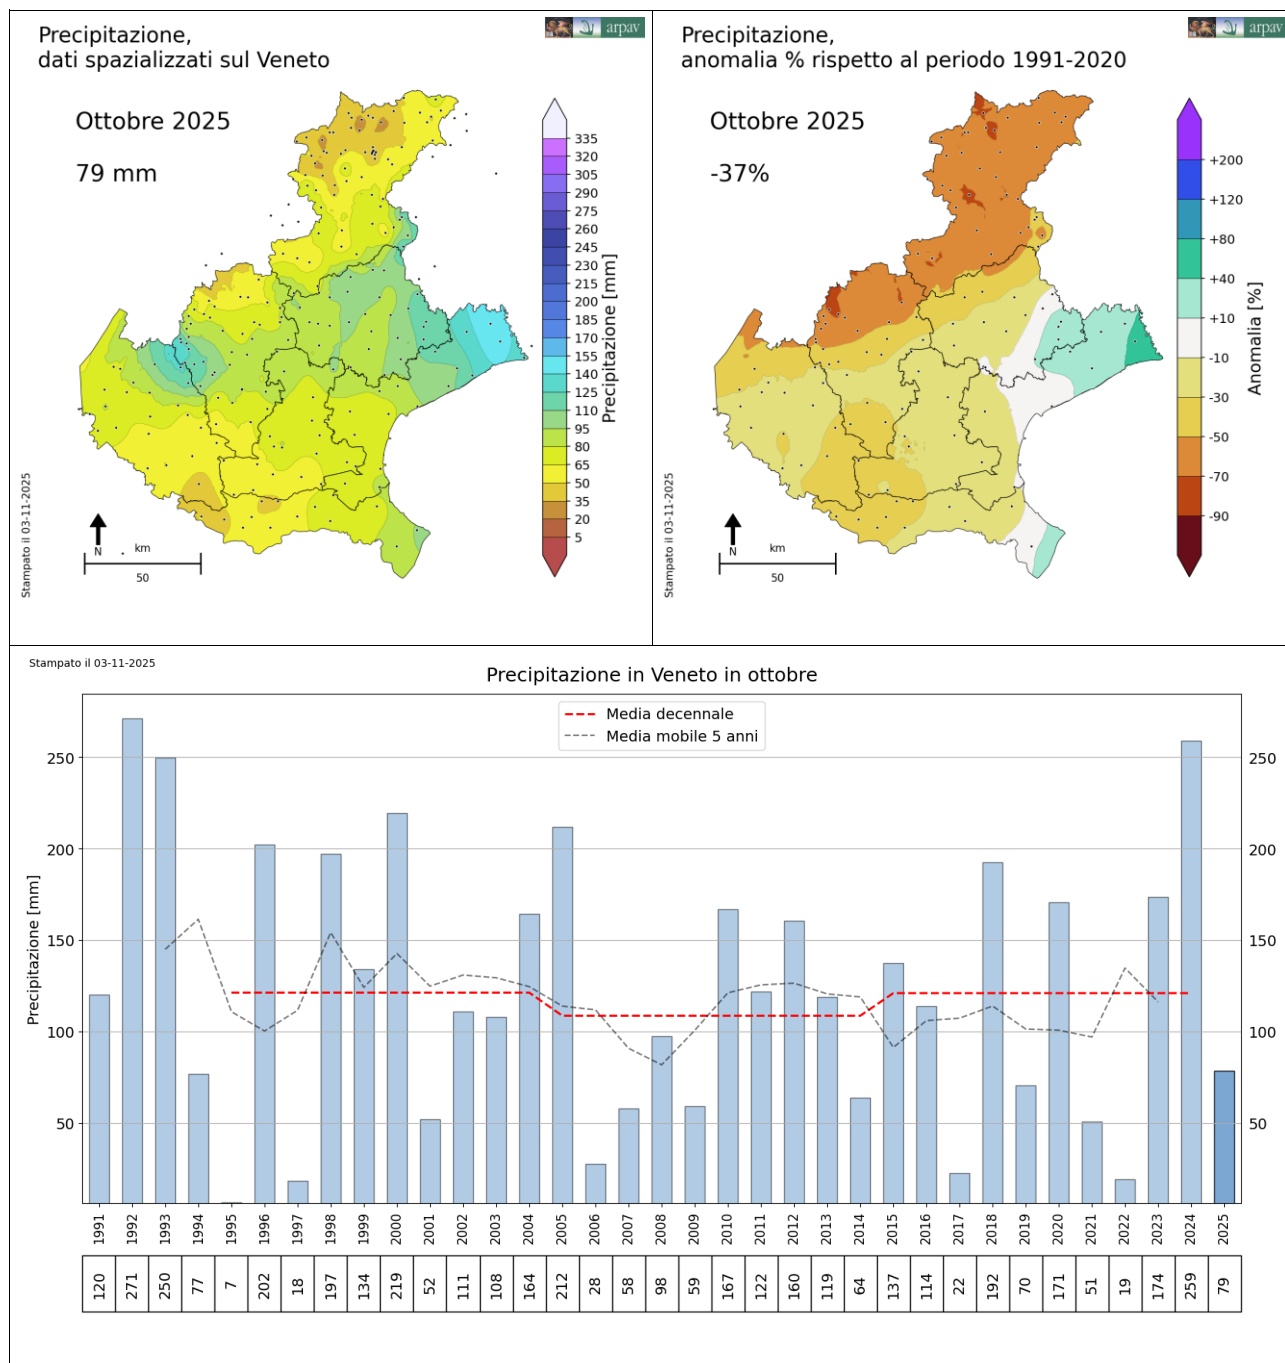 Precipitazione,
dati spazializzati sul Veneto
arpav
Ottobre 2025
79 mm
335
320
305
290
275
260
245
230
215
200
185
170
155
140
125
110
95
80
65
50
35
20
5
Precipitazione [mm]
Stampato il 03-11-2025
N
km
50
Precipitazione,
anomalia % rispetto al periodo 1991-2020
arpav
Ottobre 2025
-37%
+200
+120
+80
+40
+10
-10
-30
-50
-70
-90
Anomalia [%]
Stampato il 03-11-2025
N
km
50
Stampato il 03-11-2025
Precipitazione in Veneto in ottobre
Media decennale
Media mobile 5 anni
Precipitazione [mm]
250
200
150
100
50
250
200
150
100
50
1991 1992 1993 1994 1995 1996 1997 1998 1999 2000 2001 2002 2003 2004 2005 2006 2007 2008 2009 2010 2011 2012 2013 2014 2015 2016 2017 2018 2019 2020 2021 2022 2023 2024 2025
120 271 250 77 7 202 18 197 134 219 52 111 108 164 212 28 58 98 59 167 122 160 119 64 137 114 22 192 70 171 51 19 174 259 79